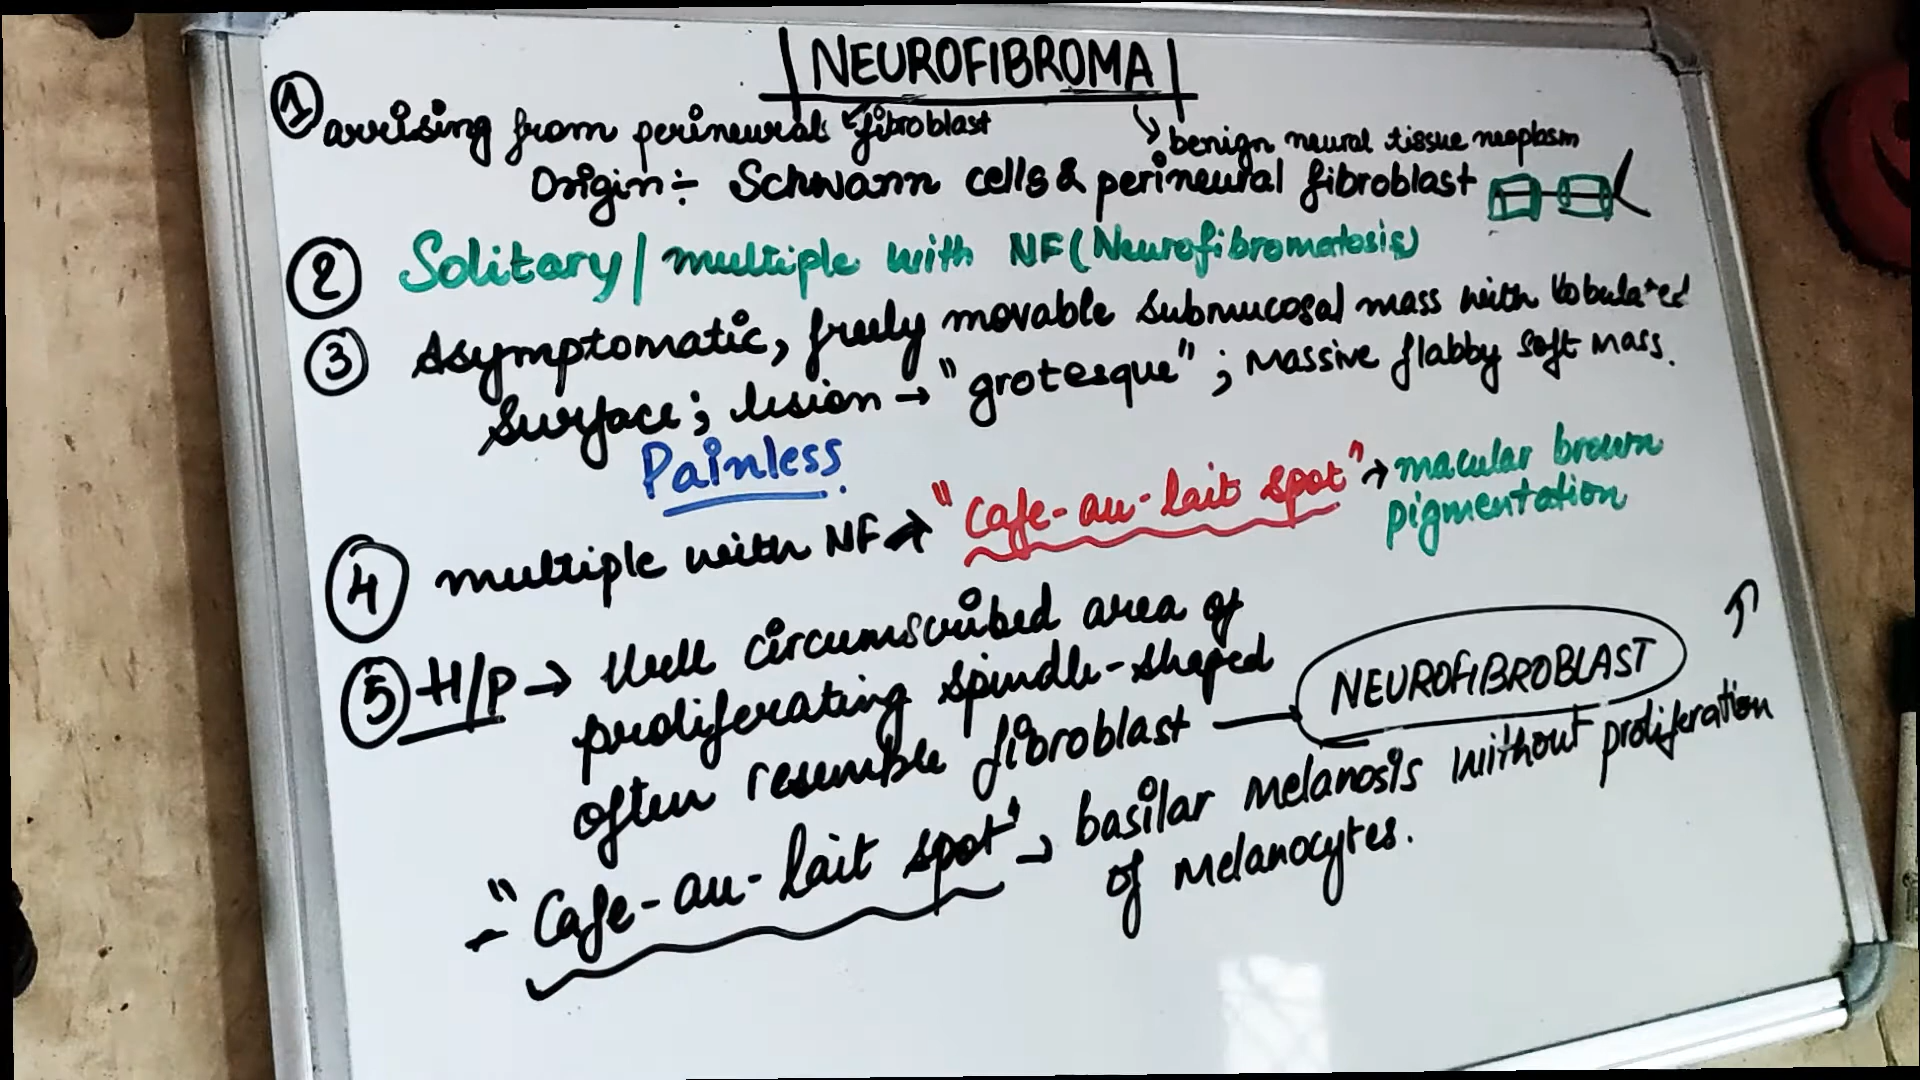 NEUROFIBROMA
① arrising from perineural fibroblast
↳ benign neural tissue neoplasm
Origin:- Schwann cells & perineural fibroblast
② Solitary / multiple with NF (Neurofibromatosis)
③ Asymptomatic, freely movable submucosal mass with lobulated
surface; lesion → "grotesque"; Massive flabby soft mass.
Painless.
④ multiple with NF → "Cafe-au-lait spot" → macular brown
pigmentation
⑤ H/P → Well circumscribed area of
proliferating spindle-shaped
often resemble fibroblast — NEUROFIBROBLAST
- "Cafe-au-lait spot" → basilar melanosis without proliferation
of melanocytes.